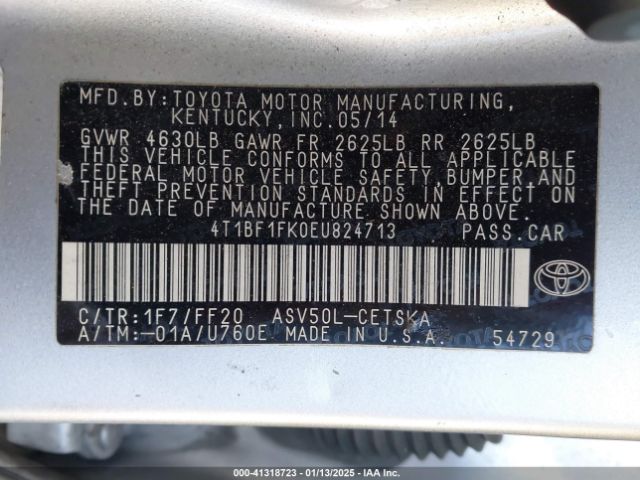 MFD.BY:TOYOTA MOTOR MANUFACTURING,
KENTUCKY, INC.05/14
GVWR 4630LB GAWR FR 2625LB RR 2625LB
THIS VEHICLE CONFORMS TO ALL APPLICABLE
FEDERAL MOTOR VEHICLE SAFETY, BUMPER, AND
THEFT PREVENTION STANDARDS IN EFFECT ON
THE DATE OF MANUFACTURE SHOWN ABOVE.
4T1BF1FK0EU824713 PASS.CAR
C/TR:1F7/FF20 ASV50L-CETSKA
A/TM:-01A/U760E MADE IN U.S.A. 54729
000-41318723 - 01/13/2025 - IAA Inc.